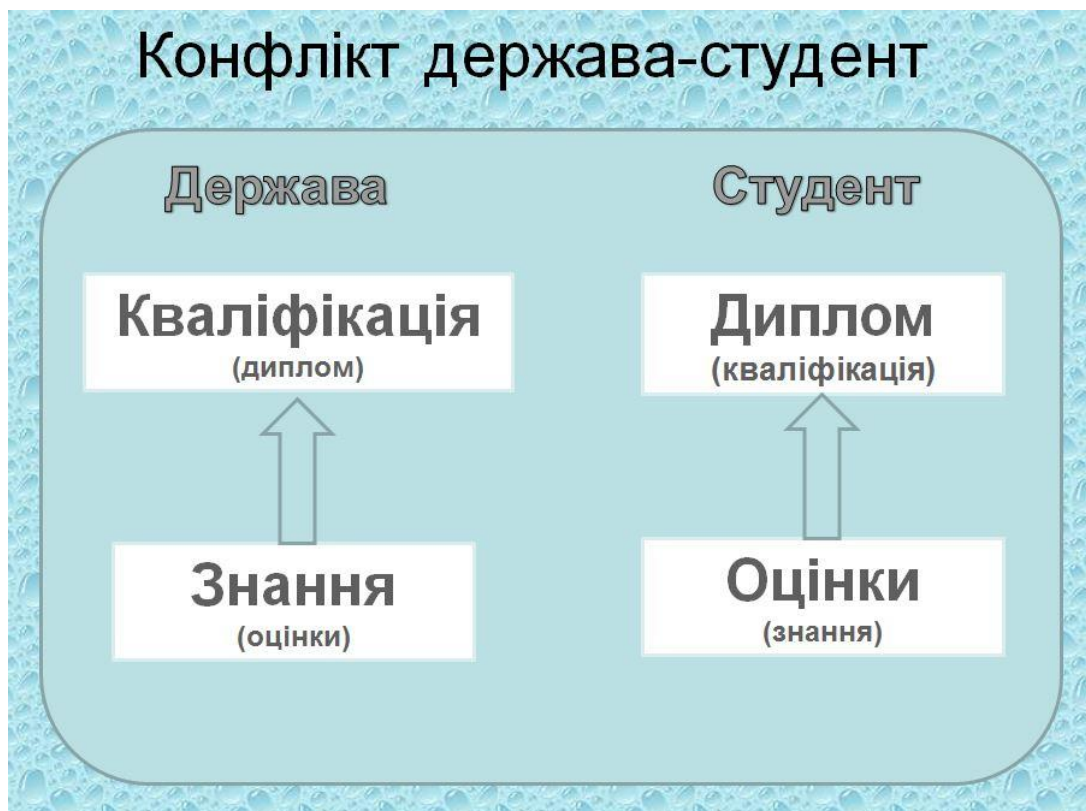 Конфлікт держава-студент
Держава
Кваліфікація
(диплом)
Знання
(оцінки)
Студент
Диплом
(кваліфікація)
Оцінки
(знання)